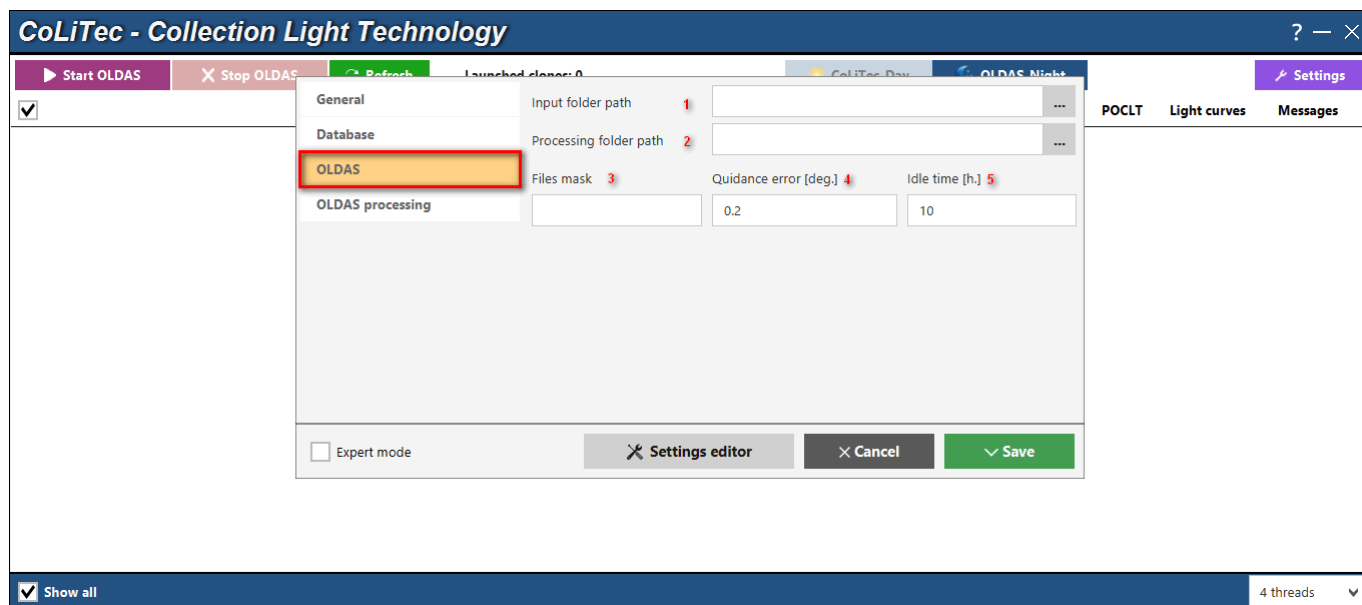 CoLiTec - Collection Light Technology ?
Start OLDAS Stop OLDAS Refresh Launched clones: 0 CoLiTec-Day OLDAS-Night Settings
POCLT Light curves Messages
General
Database
OLDAS
OLDAS processing
Input folder path 1 ...
Processing folder path 2 ...
Files mask 3 Quidance error [deg.] 4 Idle time [h.] 5
0.2 10
Expert mode Settings editor Cancel Save
Show all 4 threads